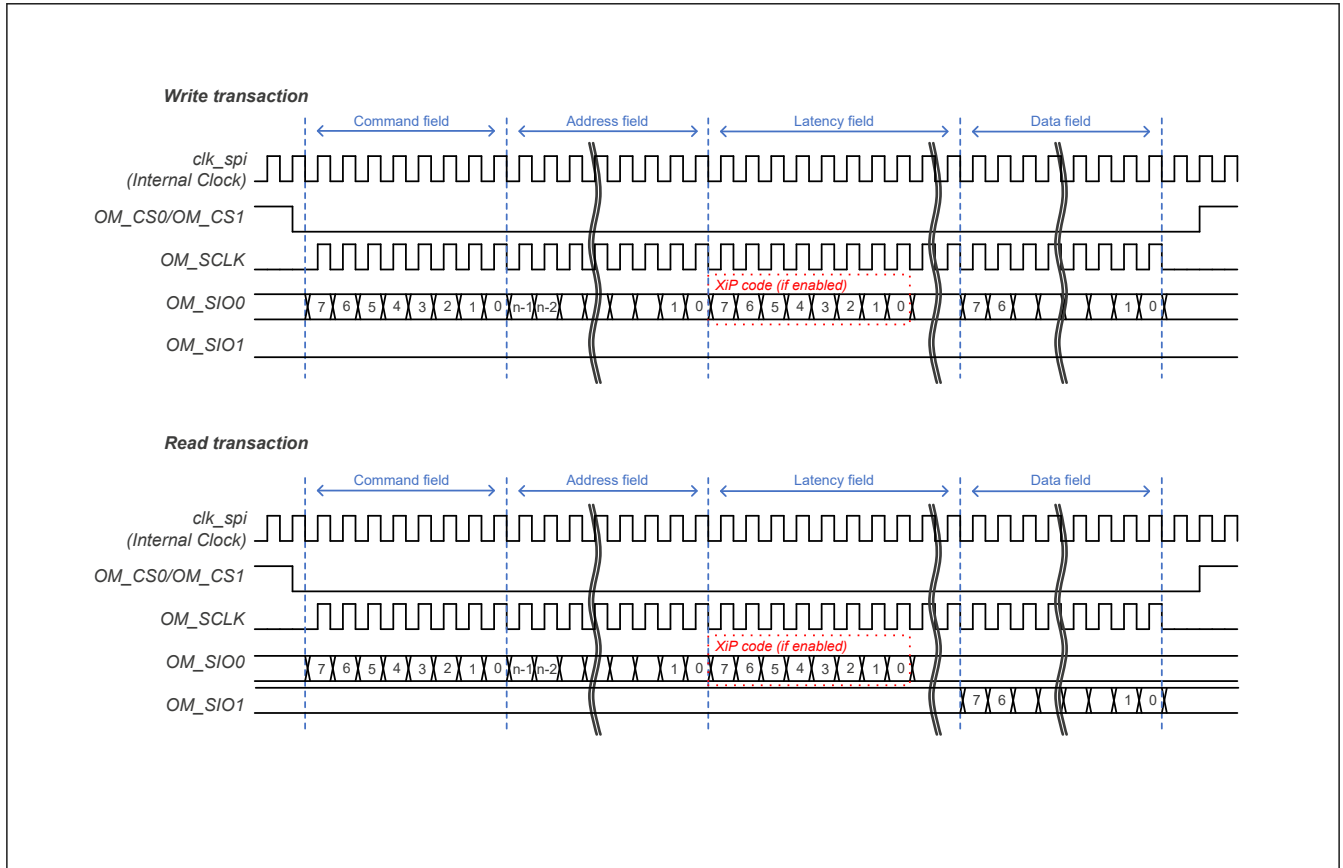 Write transaction
Command field Address field Latency field Data field
clk_spi
(Internal Clock)
OM_CS0/OM_CS1
OM_SCLK
XiP code (if enabled)
OM_SIO0 7 6 5 4 3 2 1 0 n-1 n-2 1 0 7 6 5 4 3 2 1 0 7 6 1 0
OM_SIO1
Read transaction
Command field Address field Latency field Data field
clk_spi
(Internal Clock)
OM_CS0/OM_CS1
OM_SCLK
XiP code (if enabled)
OM_SIO0 7 6 5 4 3 2 1 0 n-1 n-2 1 0 7 6 5 4 3 2 1 0
OM_SIO1 7 6 1 0